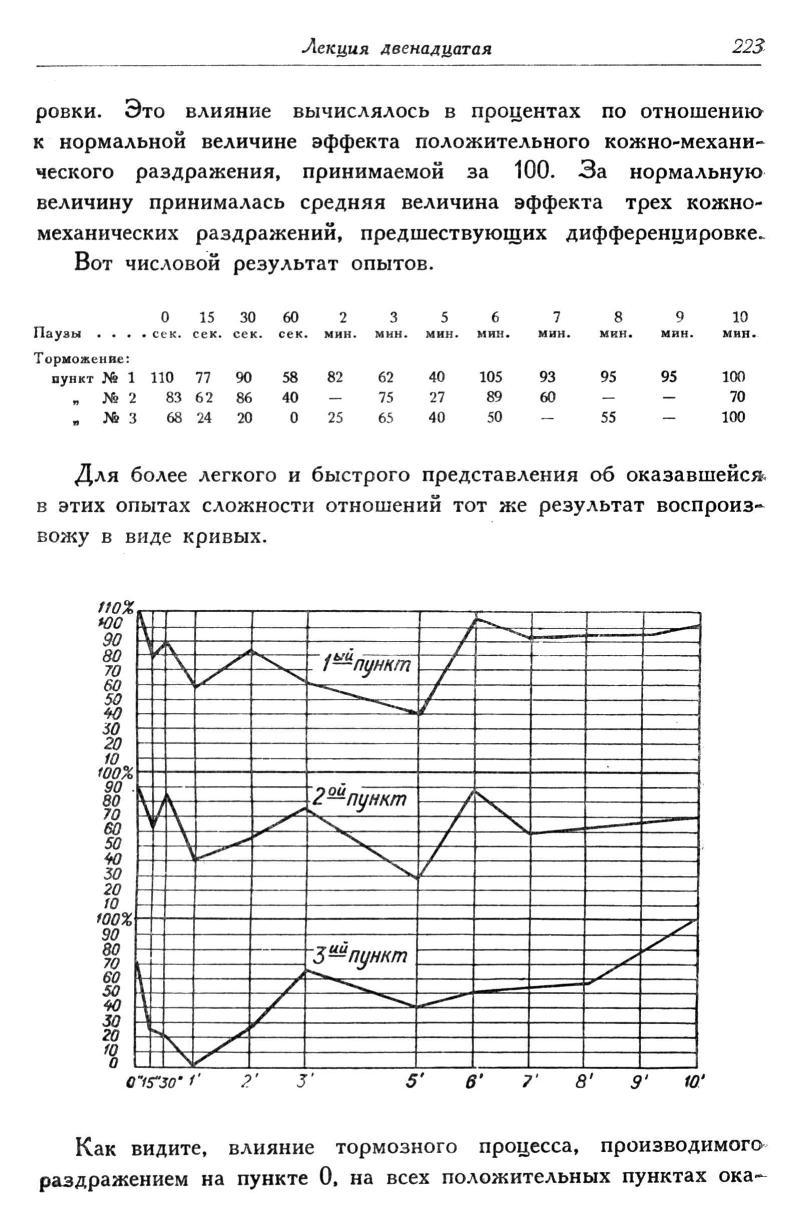 Лекция двенадцатая 223
ровки. Это влияние вычислялось в процентах по отношению
к нормальной величине эффекта положительного кожно-механи-
ческого раздражения, принимаемой за 100. За нормальную
величину принималась средняя величина эффекта трех кожно-
механических раздражений, предшествующих дифференцировке.
Вот числовой результат опытов.
0 15 30 60 2 3 5 6 7 8 9 10
Паузы . . . . сек. сек. сек. сек. мин. мин. мин. мин. мин. мин. мин. мин.
Торможение:
пункт № 1 110 77 90 58 82 62 40 105 93 95 95 100
„ № 2 83 62 86 40 — 75 27 89 60 — — 70
„ № 3 68 24 20 0 25 65 40 50 — 55 — 100
Для более легкого и быстрого представления об оказавшейся
в этих опытах сложности отношений тот же результат воспроиз-
вожу в виде кривых.
110%
100
90
80
70
60
50
40
30
20
10
1ый пункт
100%
90
80
70
60
50
40
30
20
10
2ой пункт
100%
90
80
70
60
50
40
30
20
10
0
3ий пункт
0" 15" 30" 1' 2' 3' 5' 6' 7' 8' 9' 10'
Как видите, влияние тормозного процесса, производимого
раздражением на пункте 0, на всех положительных пунктах ока-